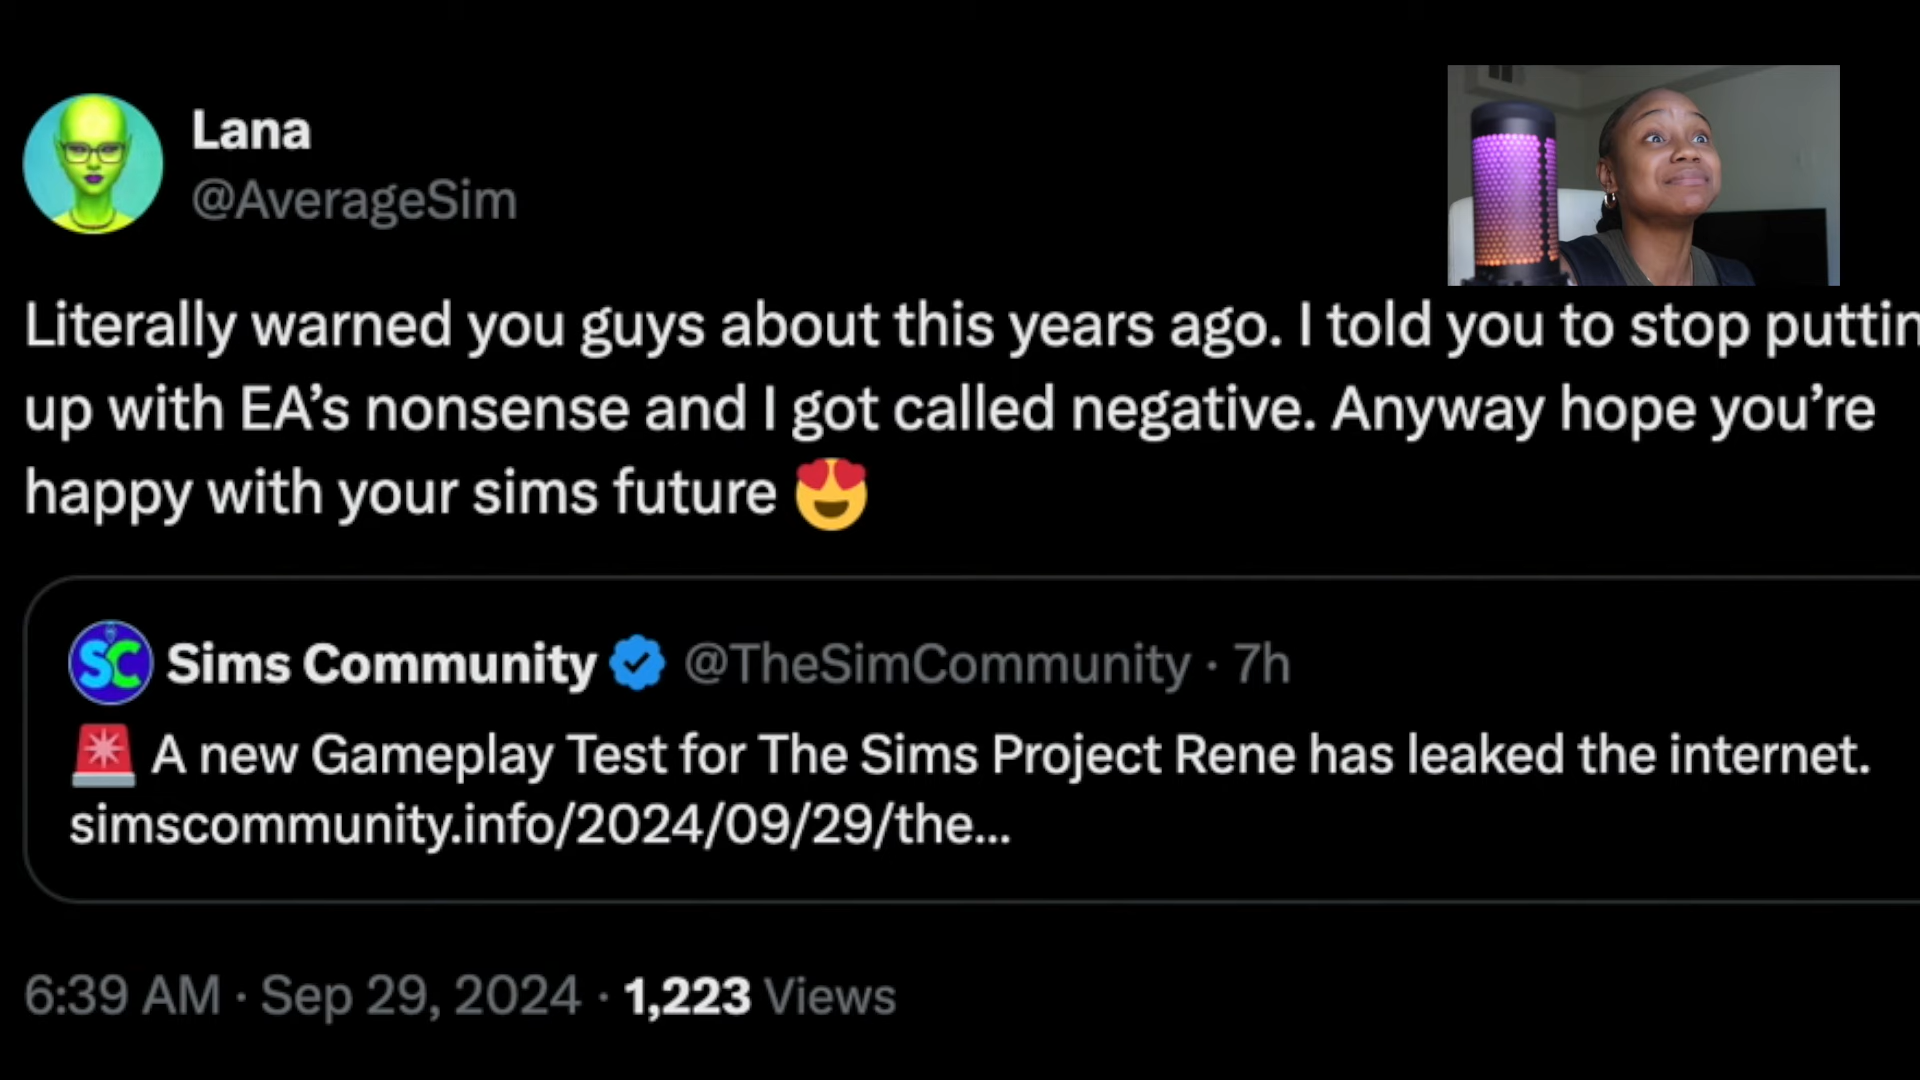 Lana
@AverageSim
Literally warned you guys about this years ago. I told you to stop puttin
up with EA’s nonsense and I got called negative. Anyway hope you’re
happy with your sims future 😍
SC Sims Community @TheSimCommunity · 7h
🚨 A new Gameplay Test for The Sims Project Rene has leaked the internet.
simscommunity.info/2024/09/29/the...
6:39 AM · Sep 29, 2024 · 1,223 Views